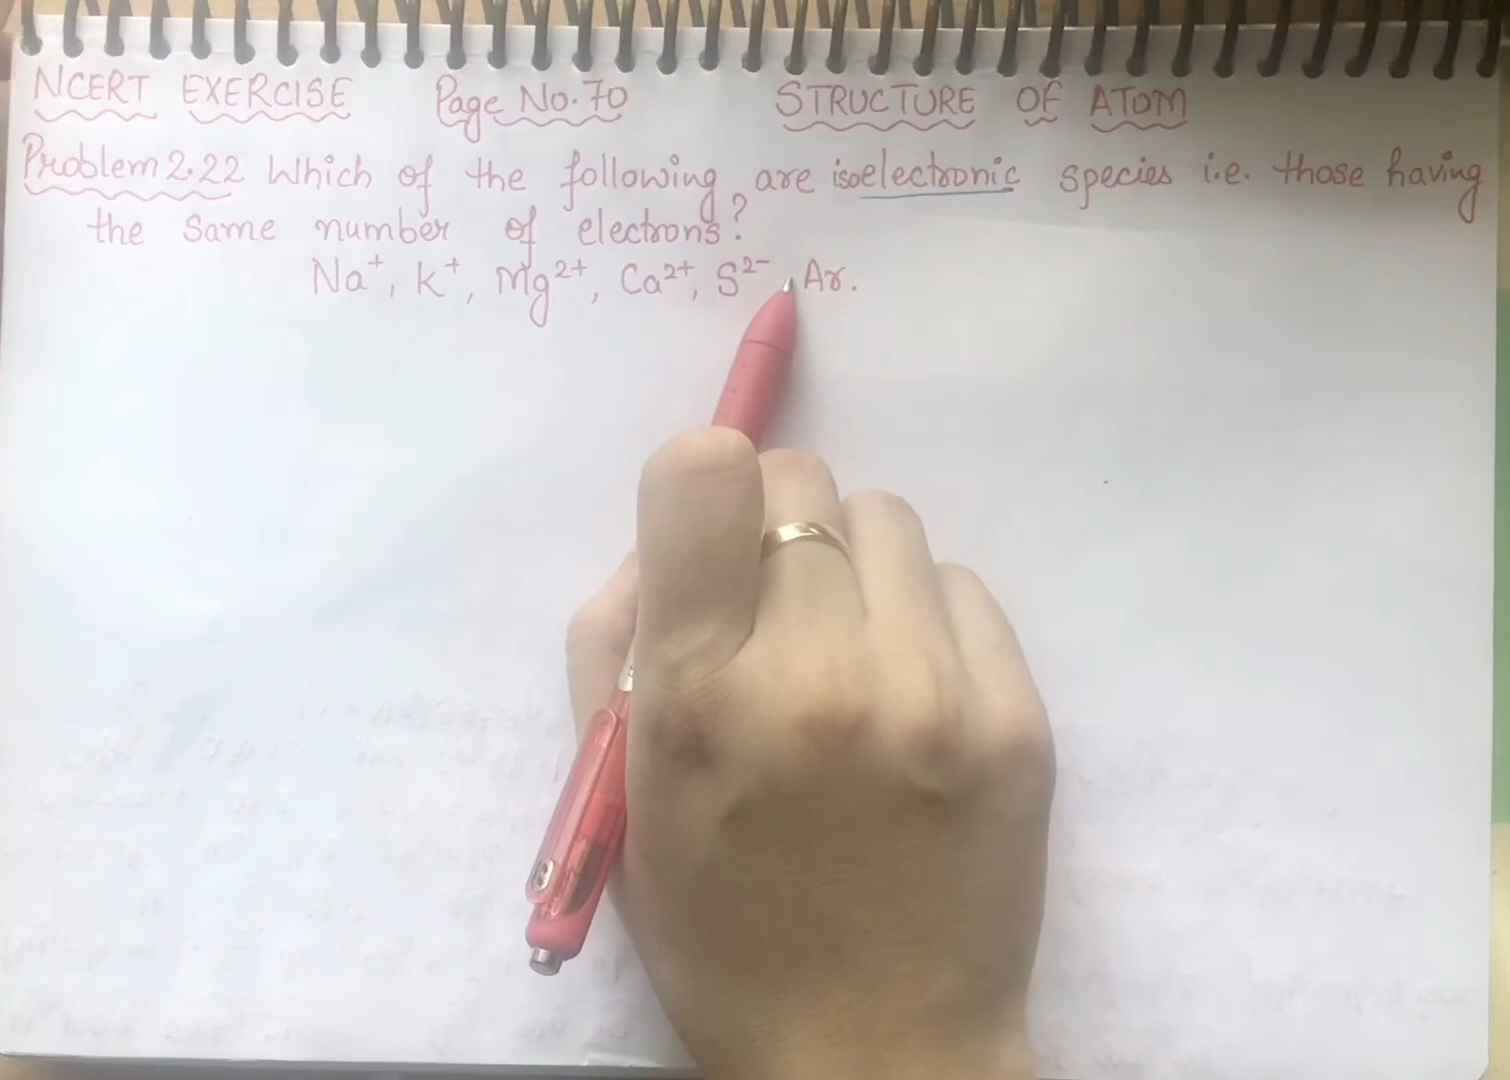 NCERT EXERCISE Page No. 70 STRUCTURE OF ATOM
Problem 2.22 Which of the following are isoelectronic species i.e. those having
the same number of electrons?
Na⁺, K⁺, Mg²⁺, Ca²⁺, S²⁻, Ar.